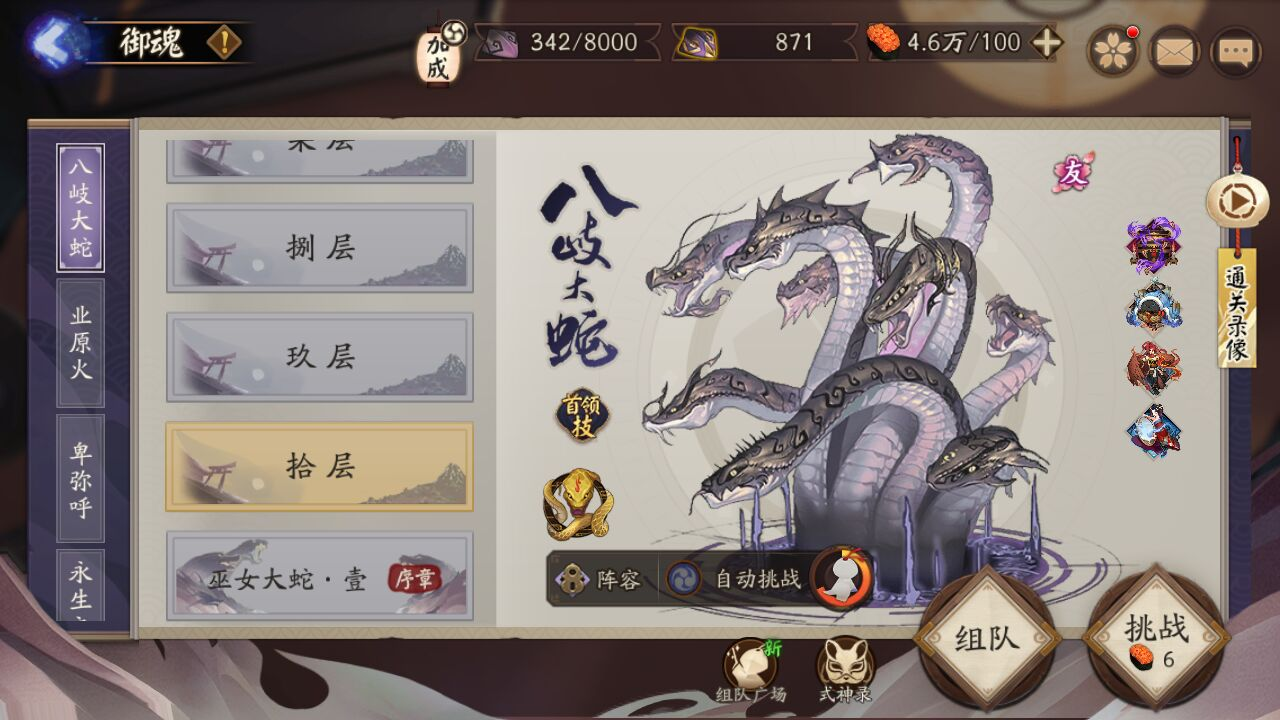 御魂
加成
342/8000
871
4.6万/100
八岐大蛇
业原火
卑弥呼
永生
层
捌层
玖层
拾层
巫女大蛇·壹
序章
八岐大蛇
首领技
友
通关录像
阵容
自动挑战
组队
挑战
6
新
组队广场
式神录